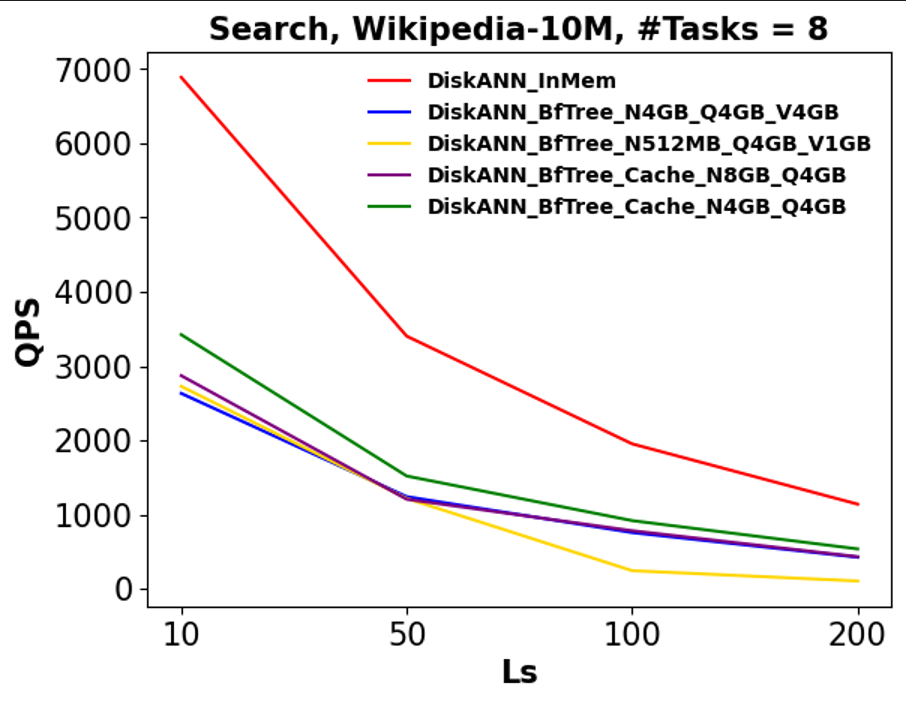 Search, Wikipedia-10M, #Tasks = 8
DiskANN_InMem
DiskANN_BfTree_N4GB_Q4GB_V4GB
DiskANN_BfTree_N512MB_Q4GB_V1GB
DiskANN_BfTree_Cache_N8GB_Q4GB
DiskANN_BfTree_Cache_N4GB_Q4GB
QPS
7000
6000
5000
4000
3000
2000
1000
0
10 50 100 200
Ls